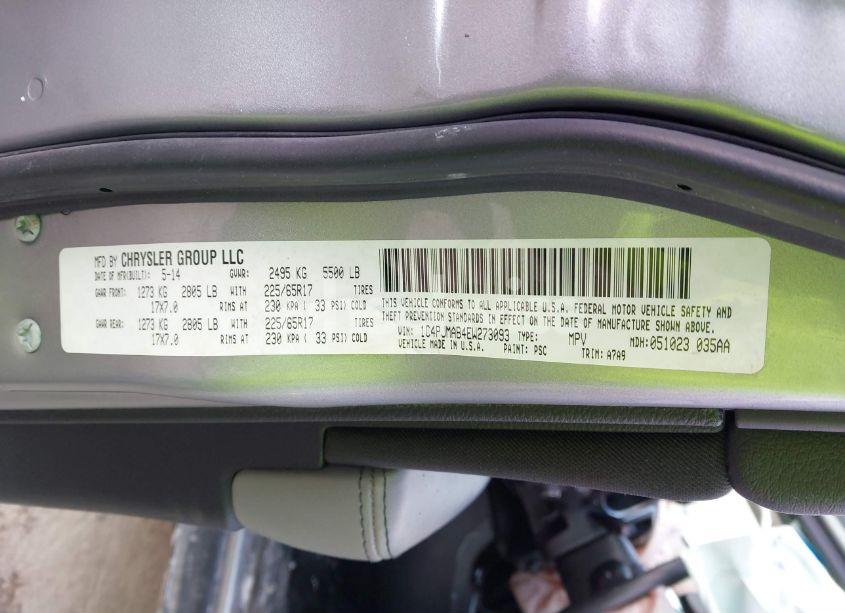 MFD BY CHRYSLER GROUP LLC
DATE OF MFR(BUILT): 5-14 GVWR: 2495 KG 5500 LB
GAWR FRONT: 1273 KG 2805 LB WITH 225/65R17 TIRES
17X7.0 RIMS AT 230 KPA ( 33 PSI) COLD
GAWR REAR: 1273 KG 2805 LB WITH 225/65R17 TIRES
17X7.0 RIMS AT 230 KPA ( 33 PSI) COLD
THIS VEHICLE CONFORMS TO ALL APPLICABLE U.S.A. FEDERAL MOTOR VEHICLE SAFETY AND
THEFT PREVENTION STANDARDS IN EFFECT ON THE DATE OF MANUFACTURE SHOWN ABOVE.
VIN: 1C4PJMAB4EW273093 TYPE: MPV MDH:051023 035AA
VEHICLE MADE IN U.S.A. PAINT: PSC TRIM: A7A9